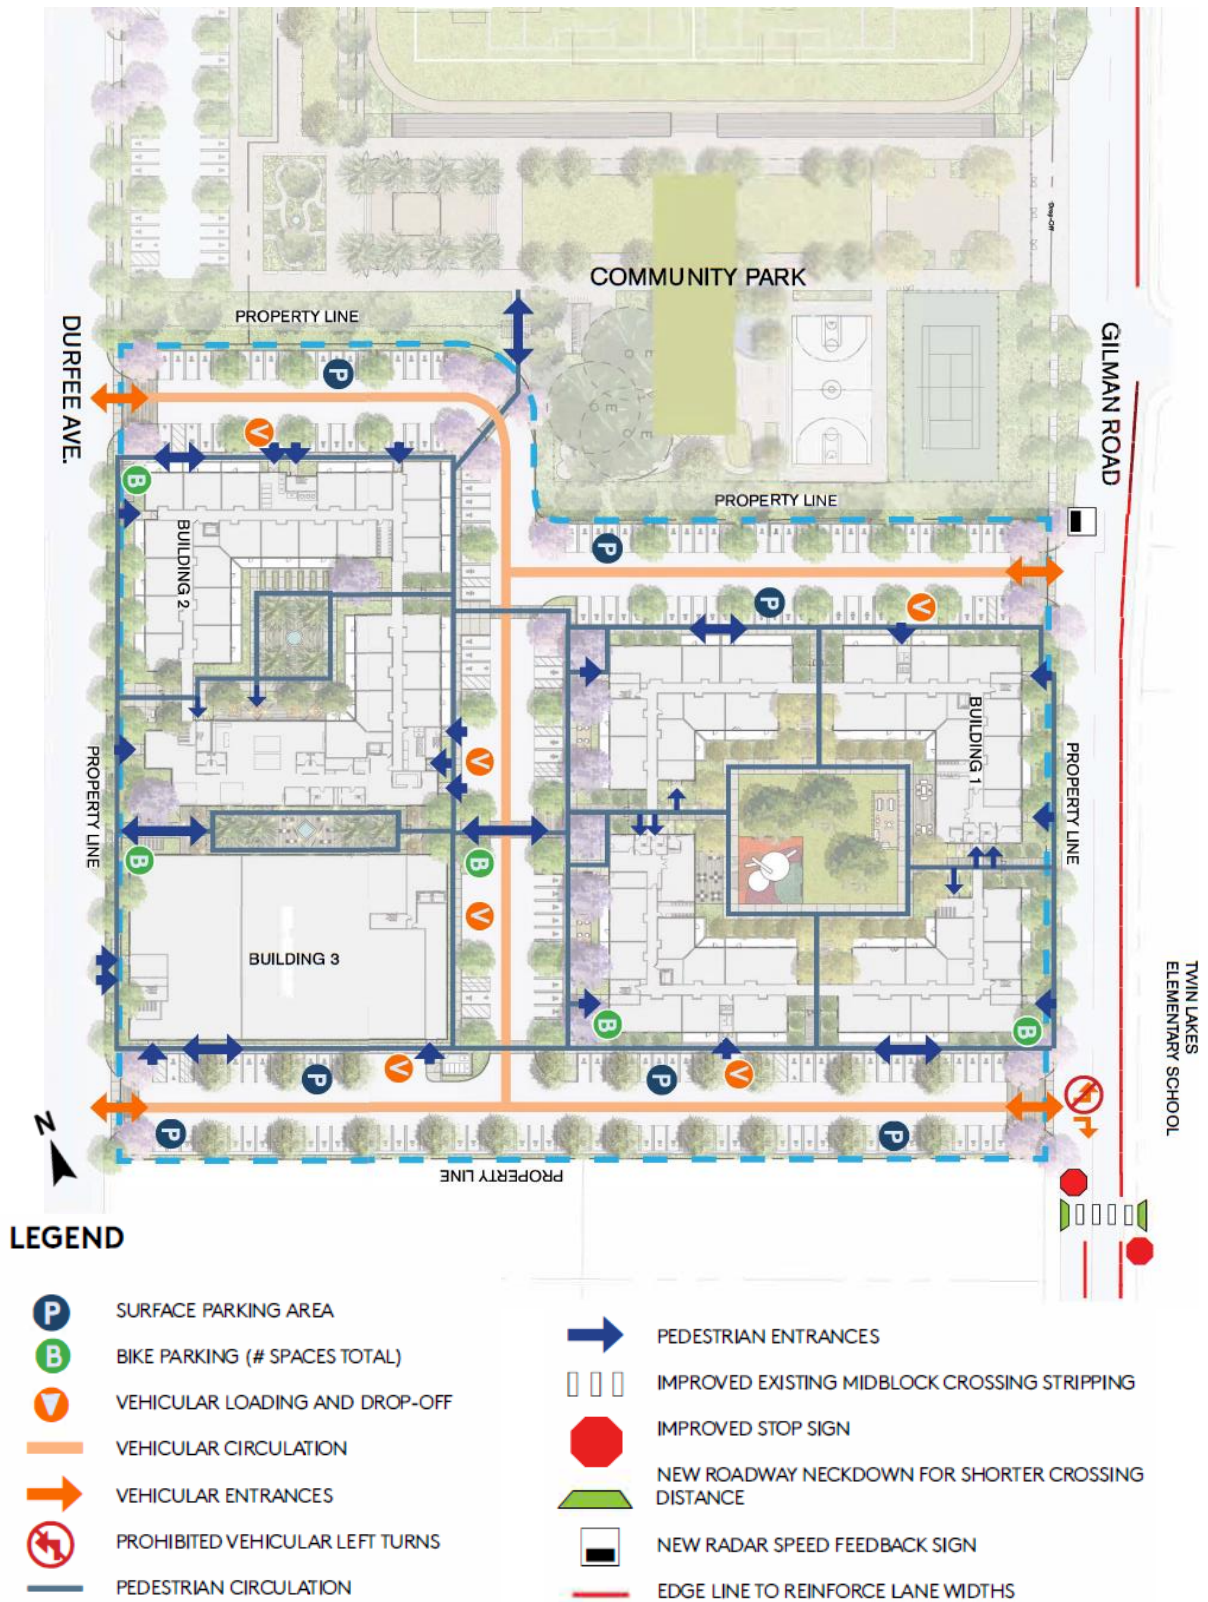 Drop-Off
COMMUNITY PARK
PROPERTY LINE
DURFEE AVE.
GILMAN ROAD
P
V
PROPERTY LINE
B
P
BUILDING 2
P
V
BUILDING 1
PROPERTY LINE
V
PROPERTY LINE
B
B
V
BUILDING 3
TWIN LAKES
ELEMENTARY SCHOOL
B
B
V
P
P
V
P
P
N
PROPERTY LINE
LEGEND
P SURFACE PARKING AREA
B BIKE PARKING (# SPACES TOTAL)
V VEHICULAR LOADING AND DROP-OFF
VEHICULAR CIRCULATION
VEHICULAR ENTRANCES
PROHIBITED VEHICULAR LEFT TURNS
PEDESTRIAN CIRCULATION
PEDESTRIAN ENTRANCES
IMPROVED EXISTING MIDBLOCK CROSSING STRIPPING
IMPROVED STOP SIGN
NEW ROADWAY NECKDOWN FOR SHORTER CROSSING
DISTANCE
NEW RADAR SPEED FEEDBACK SIGN
EDGE LINE TO REINFORCE LANE WIDTHS